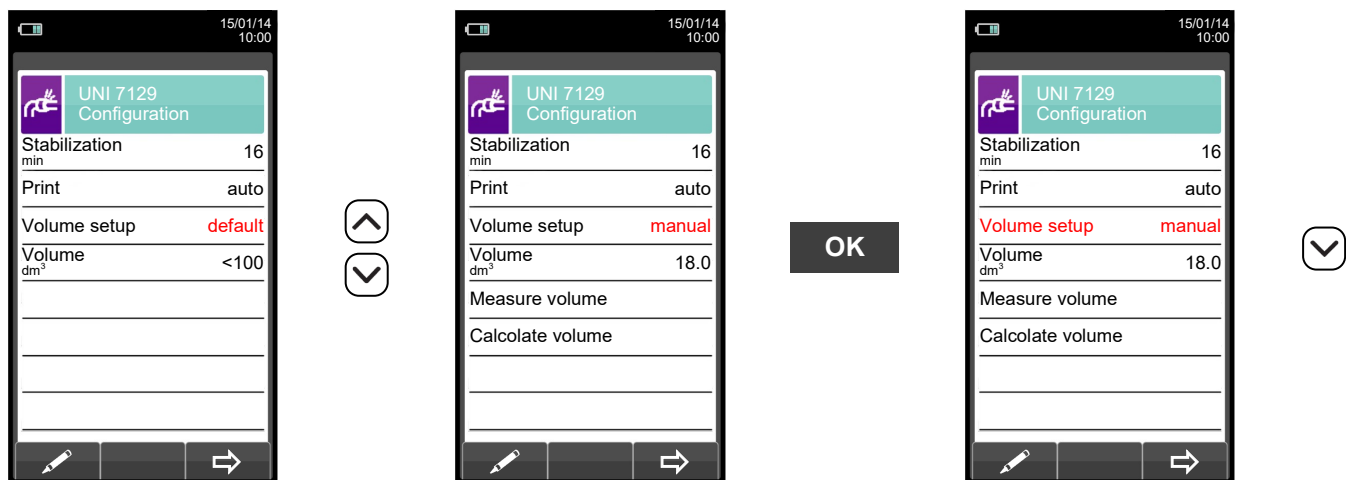 15/01/14
10:00
UNI 7129
Configuration
Stabilization
min
16
Print auto
Volume setup default
Volume
dm³
<100
15/01/14
10:00
UNI 7129
Configuration
Stabilization
min
16
Print auto
Volume setup manual
Volume
dm³
18.0
Measure volume
Calcolate volume
OK
15/01/14
10:00
UNI 7129
Configuration
Stabilization
min
16
Print auto
Volume setup manual
Volume
dm³
18.0
Measure volume
Calcolate volume